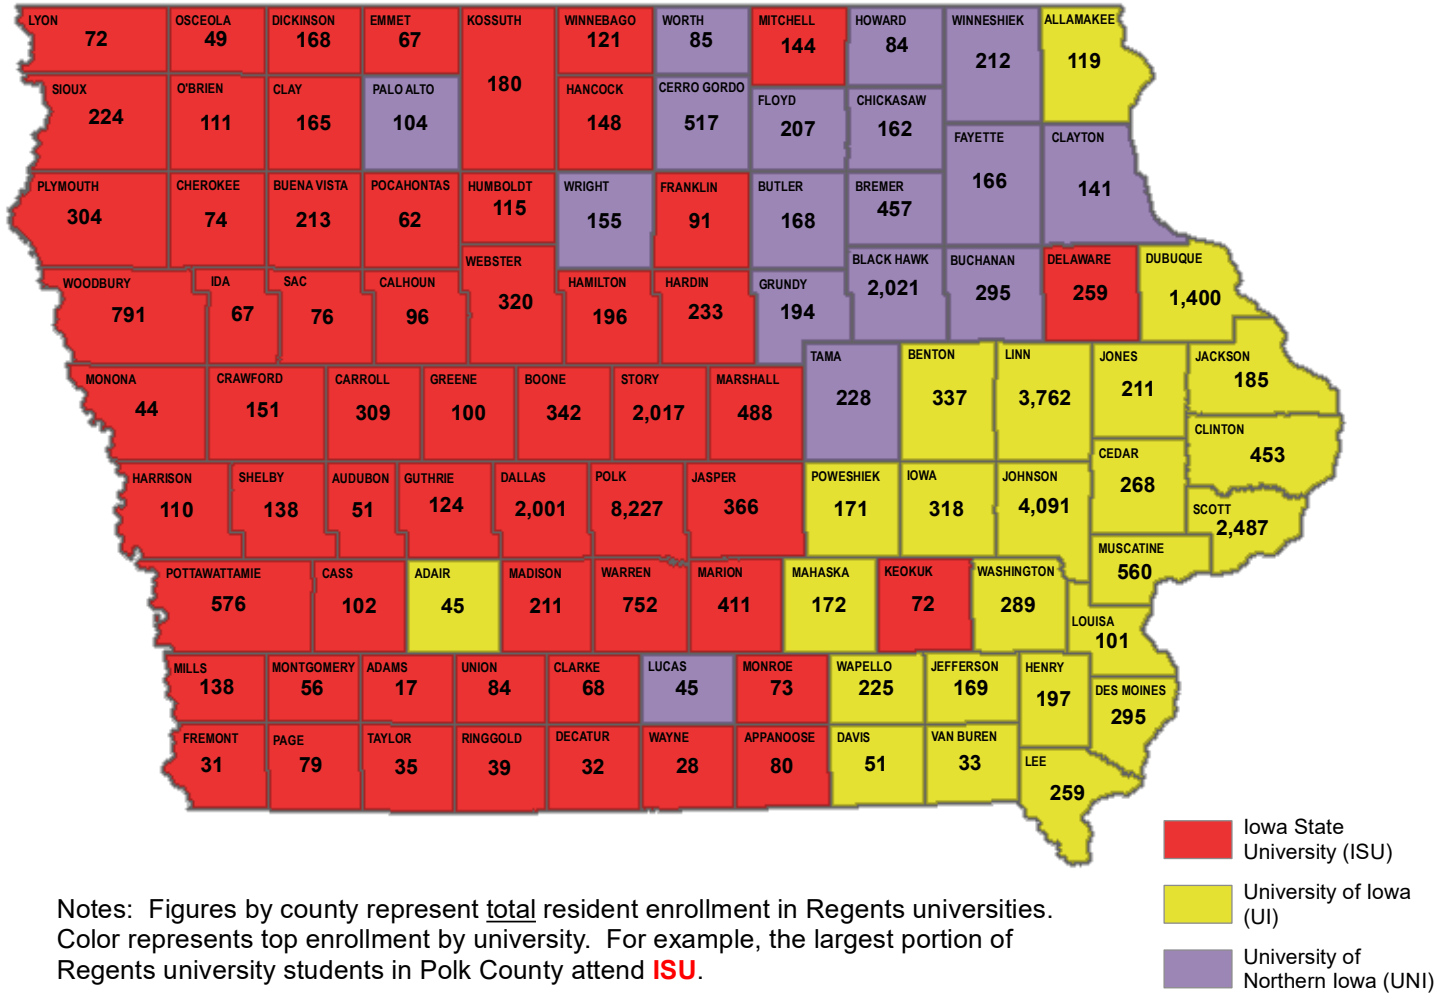 LYON
72
OSCEOLA
49
DICKINSON
168
EMMET
67
KOSSUTH
180
WINNEBAGO
121
WORTH
85
MITCHELL
144
HOWARD
84
WINNESHIEK
212
ALLAMAKEE
119
SIOUX
224
O'BRIEN
111
CLAY
165
PALO ALTO
104
HANCOCK
148
CERRO GORDO
517
FLOYD
207
CHICKASAW
162
FAYETTE
166
CLAYTON
141
PLYMOUTH
304
CHEROKEE
74
BUENA VISTA
213
POCAHONTAS
62
HUMBOLDT
115
WRIGHT
155
FRANKLIN
91
BUTLER
168
BREMER
457
WOODBURY
791
IDA
67
SAC
76
CALHOUN
96
WEBSTER
320
HAMILTON
196
HARDIN
233
GRUNDY
194
BLACK HAWK
2,021
BUCHANAN
295
DELAWARE
259
DUBUQUE
1,400
MONONA
44
CRAWFORD
151
CARROLL
309
GREENE
100
BOONE
342
STORY
2,017
MARSHALL
488
TAMA
228
BENTON
337
LINN
3,762
JONES
211
JACKSON
185
CLINTON
453
CEDAR
268
HARRISON
110
SHELBY
138
AUDUBON
51
GUTHRIE
124
DALLAS
2,001
POLK
8,227
JASPER
366
POWESHIEK
171
IOWA
318
JOHNSON
4,091
SCOTT
2,487
MUSCATINE
560
POTTAWATTAMIE
576
CASS
102
ADAIR
45
MADISON
211
WARREN
752
MARION
411
MAHASKA
172
KEOKUK
72
WASHINGTON
289
LOUISA
101
MILLS
138
MONTGOMERY
56
ADAMS
17
UNION
84
CLARKE
68
LUCAS
45
MONROE
73
WAPELLO
225
JEFFERSON
169
HENRY
197
DES MOINES
295
FREMONT
31
PAGE
79
TAYLOR
35
RINGGOLD
39
DECATUR
32
WAYNE
28
APPANOOSE
80
DAVIS
51
VAN BUREN
33
LEE
259
Iowa State
University (ISU)
University of Iowa
(UI)
University of
Northern Iowa (UNI)
Notes: Figures by county represent total resident enrollment in Regents universities.
Color represents top enrollment by university. For example, the largest portion of
Regents university students in Polk County attend ISU.